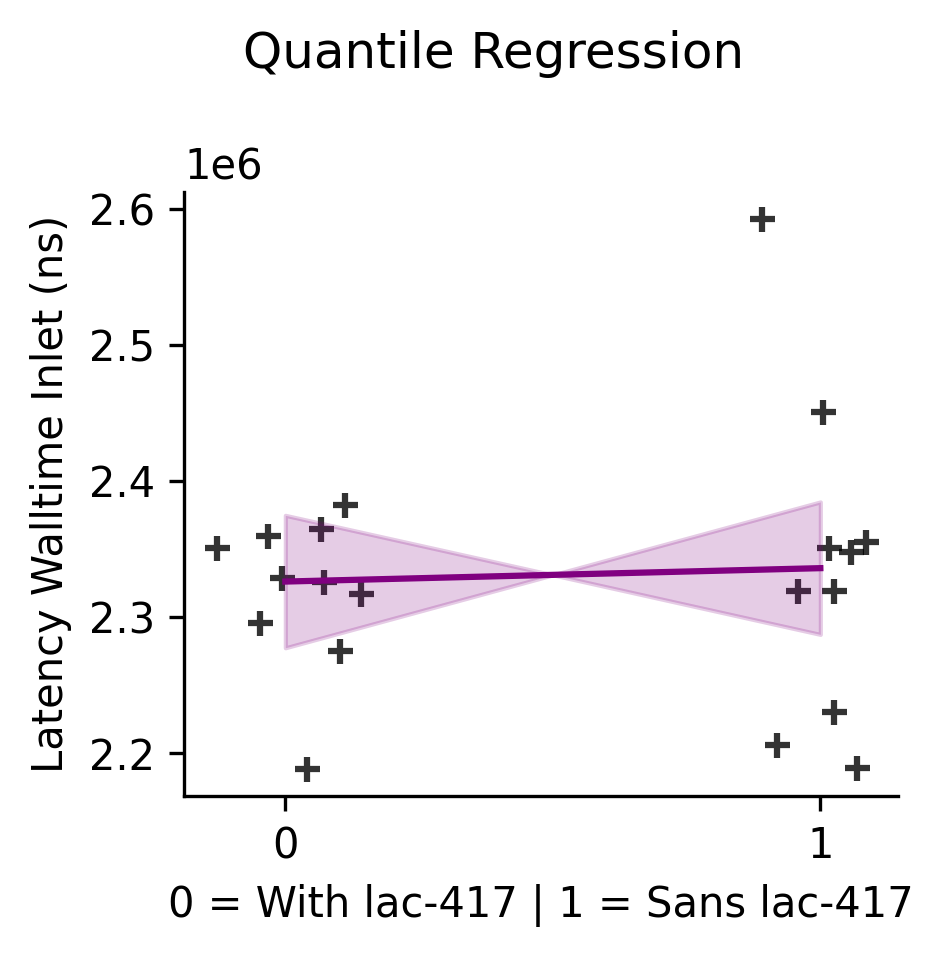 Quantile Regression
1e6
2.6
2.5
2.4
2.3
2.2
Latency Walltime Inlet (ns)
0 1
0 = With lac-417 | 1 = Sans lac-417